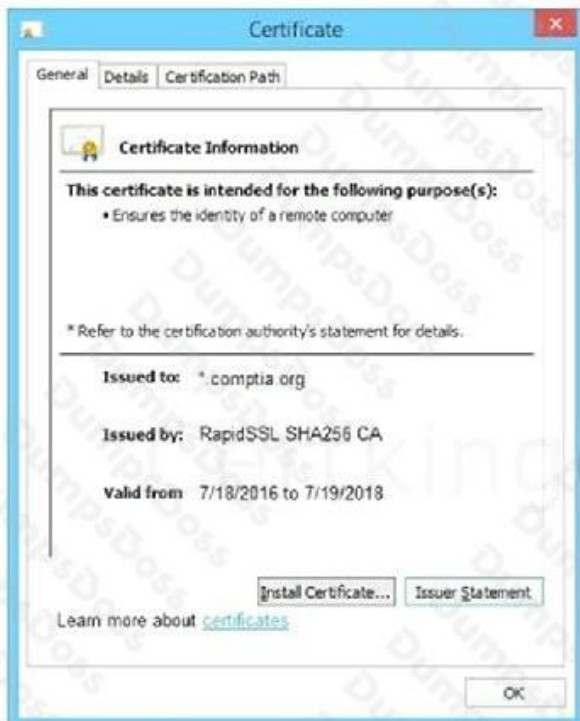 Certificate
General Details Certification Path
Certificate Information
This certificate is intended for the following purpose(s):
• Ensures the identity of a remote computer
* Refer to the certification authority's statement for details.
Issued to: *.comptia.org
Issued by: RapidSSL SHA256 CA
Valid from 7/18/2016 to 7/19/2018
Install Certificate... Issuer Statement
Learn more about certificates
OK
DumpsDoss